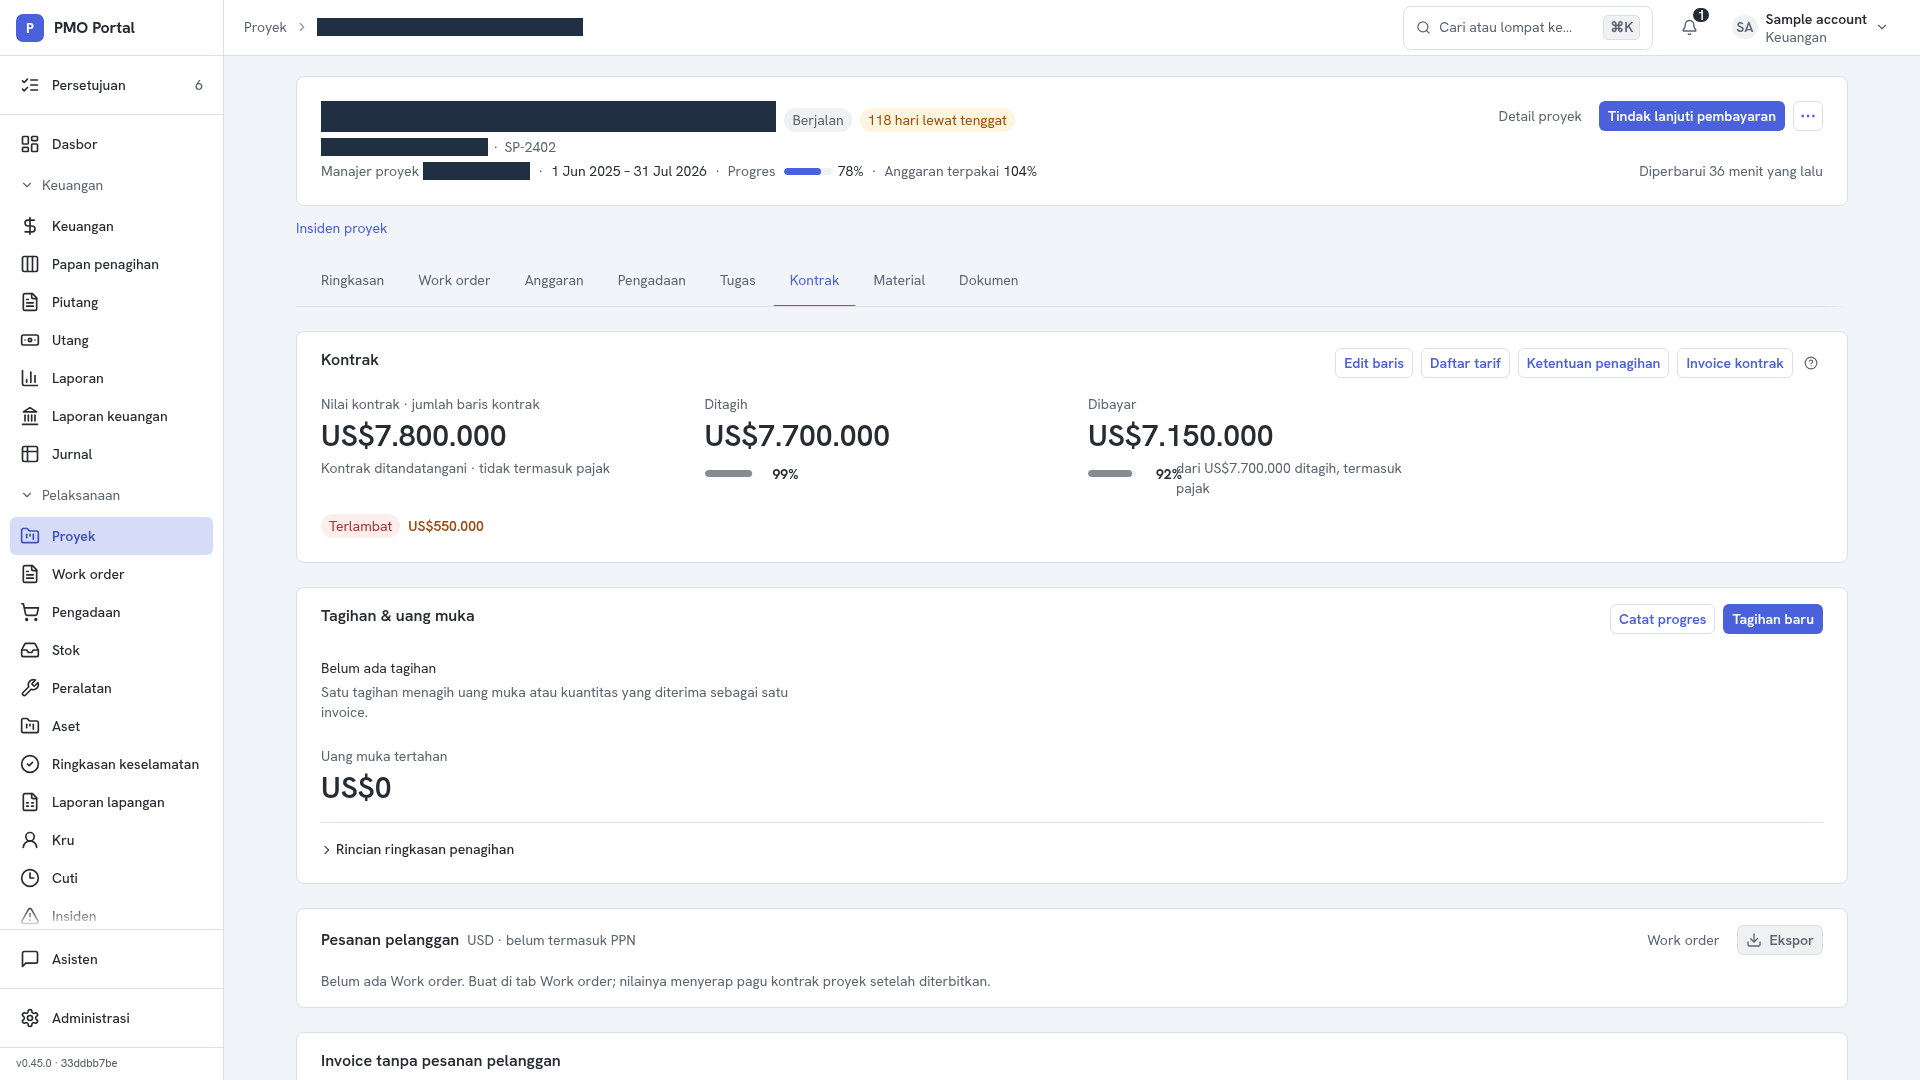 P PMO Portal
Proyek
Cari atau lompat ke... ⌘K
1
SA Sample account
Keuangan
Persetujuan 6
Dasbor
Keuangan
Keuangan
Papan penagihan
Piutang
Utang
Laporan
Laporan keuangan
Jurnal
Pelaksanaan
Proyek
Work order
Pengadaan
Stok
Peralatan
Aset
Ringkasan keselamatan
Laporan lapangan
Kru
Cuti
Insiden
Asisten
Administrasi
v0.45.0 · 33ddbb7be
Berjalan 118 hari lewat tenggat
Detail proyek Tindak lanjuti pembayaran
· SP-2402
Manajer proyek · 1 Jun 2025 – 31 Jul 2026 · Progres 78% · Anggaran terpakai 104%
Diperbarui 36 menit yang lalu
Insiden proyek
Ringkasan Work order Anggaran Pengadaan Tugas Kontrak Material Dokumen
Kontrak
Edit baris Daftar tarif Ketentuan penagihan Invoice kontrak
Nilai kontrak · jumlah baris kontrak
US$7.800.000
Kontrak ditandatangani · tidak termasuk pajak
Ditagih
US$7.700.000
99%
Dibayar
US$7.150.000
92% dari US$7.700.000 ditagih, termasuk
pajak
Terlambat US$550.000
Tagihan & uang muka
Catat progres Tagihan baru
Belum ada tagihan
Satu tagihan menagih uang muka atau kuantitas yang diterima sebagai satu
invoice.
Uang muka tertahan
US$0
Rincian ringkasan penagihan
Pesanan pelanggan USD · belum termasuk PPN
Work order Ekspor
Belum ada Work order. Buat di tab Work order; nilainya menyerap pagu kontrak proyek setelah diterbitkan.
Invoice tanpa pesanan pelanggan